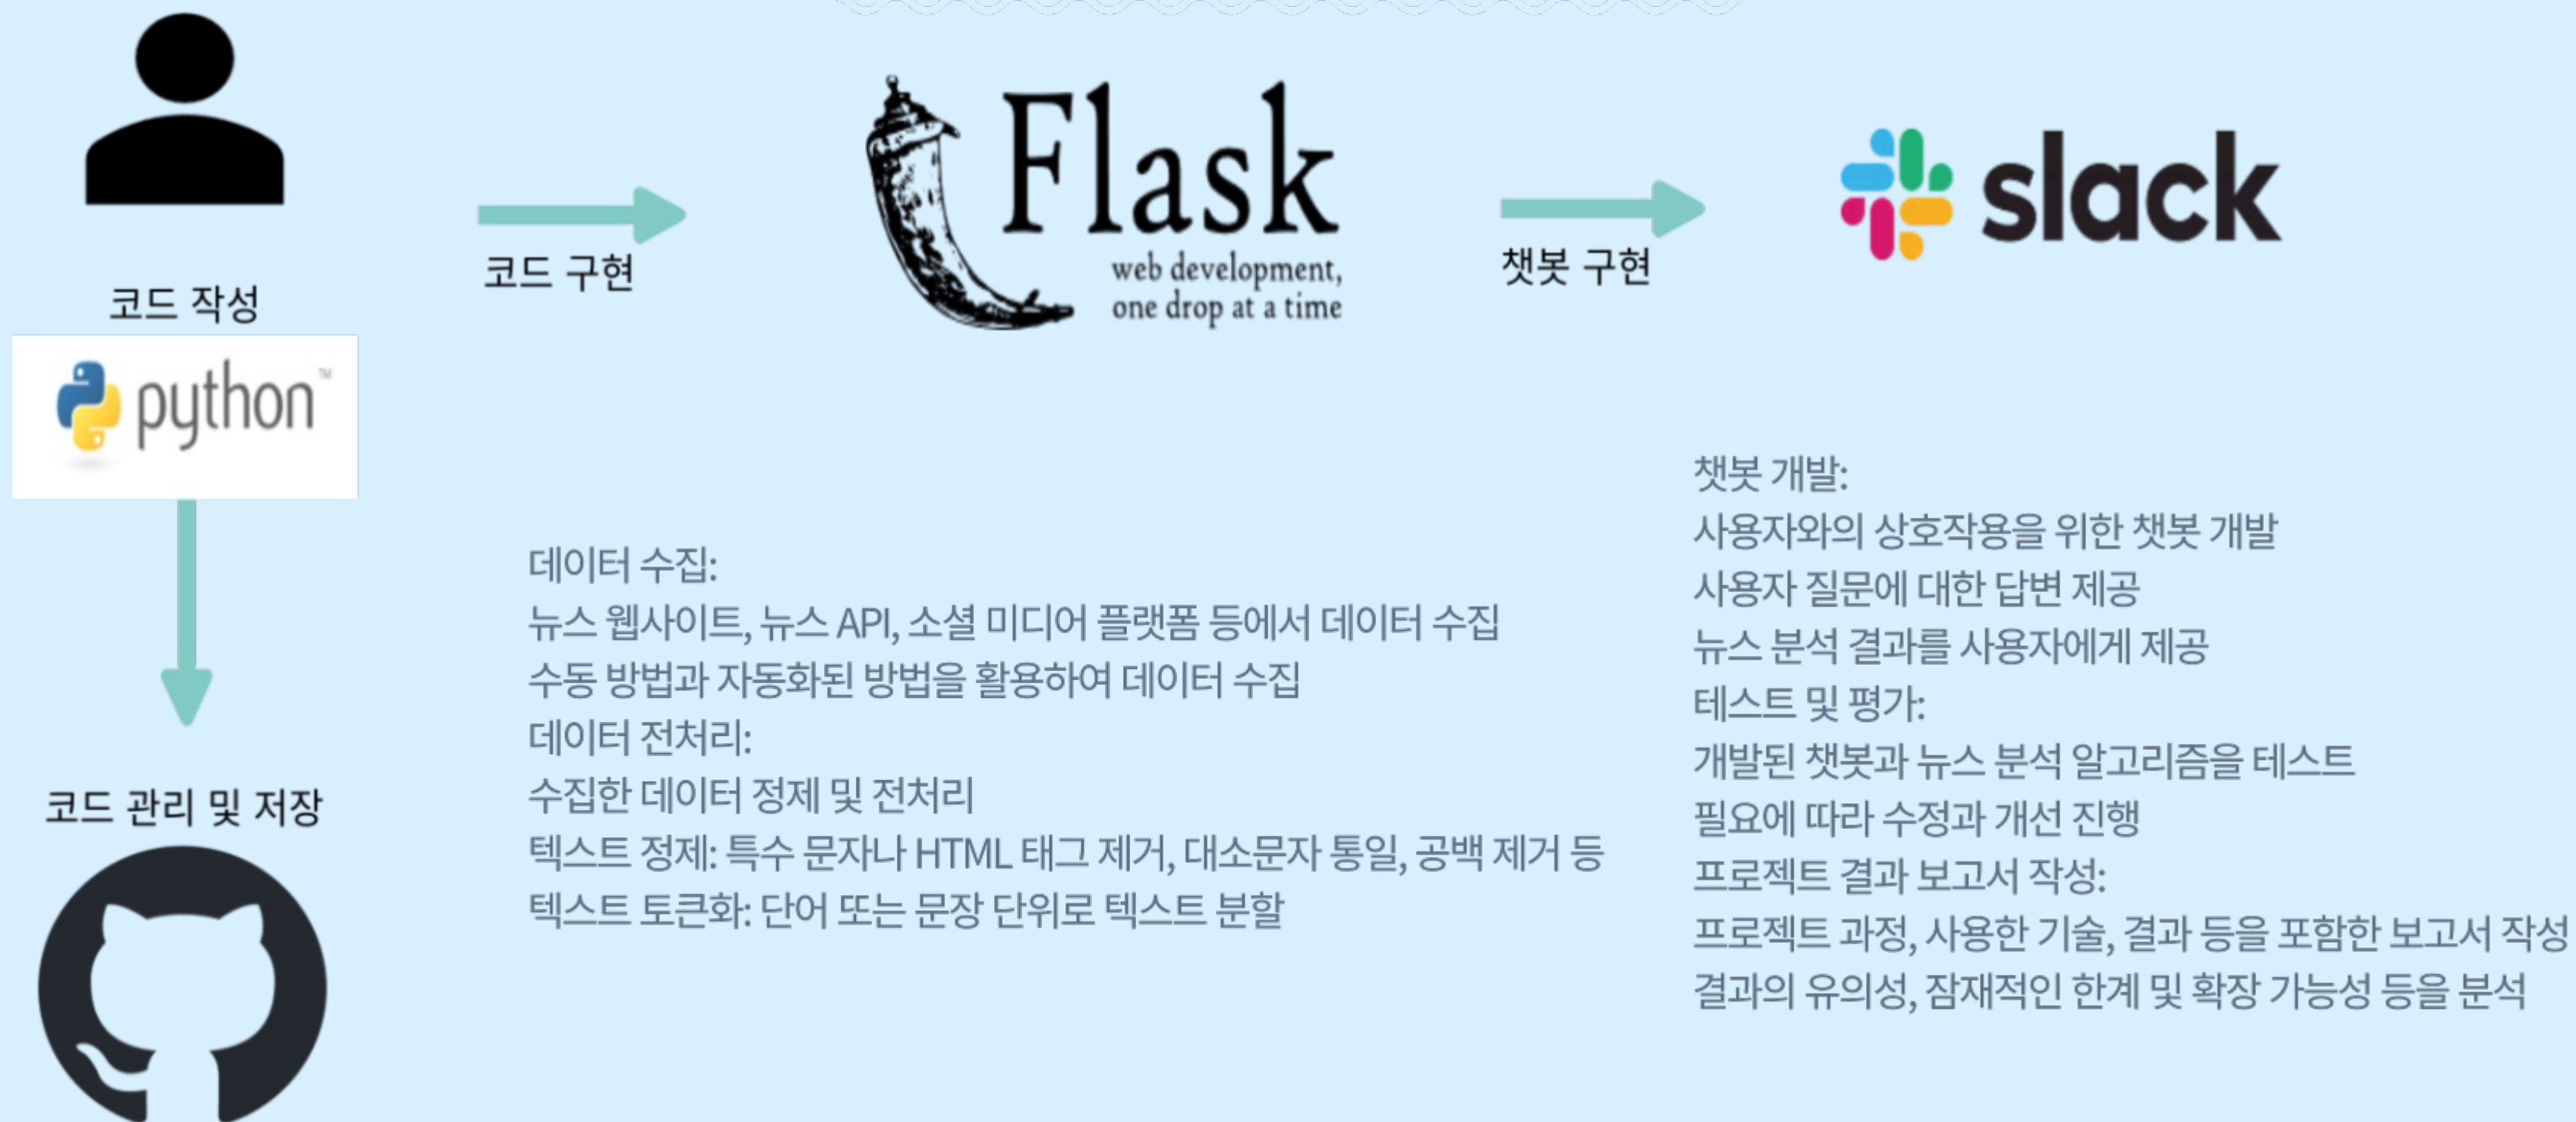 코드 작성
python™
코드 관리 및 저장
코드 구현
Flask
web development,
one drop at a time
챗봇 구현
slack
데이터 수집:
뉴스 웹사이트, 뉴스 API, 소셜 미디어 플랫폼 등에서 데이터 수집
수동 방법과 자동화된 방법을 활용하여 데이터 수집
데이터 전처리:
수집한 데이터 정제 및 전처리
텍스트 정제: 특수 문자나 HTML 태그 제거, 대소문자 통일, 공백 제거 등
텍스트 토큰화: 단어 또는 문장 단위로 텍스트 분할
챗봇 개발:
사용자와의 상호작용을 위한 챗봇 개발
사용자 질문에 대한 답변 제공
뉴스 분석 결과를 사용자에게 제공
테스트 및 평가:
개발된 챗봇과 뉴스 분석 알고리즘을 테스트
필요에 따라 수정과 개선 진행
프로젝트 결과 보고서 작성:
프로젝트 과정, 사용한 기술, 결과 등을 포함한 보고서 작성
결과의 유의성, 잠재적인 한계 및 확장 가능성 등을 분석